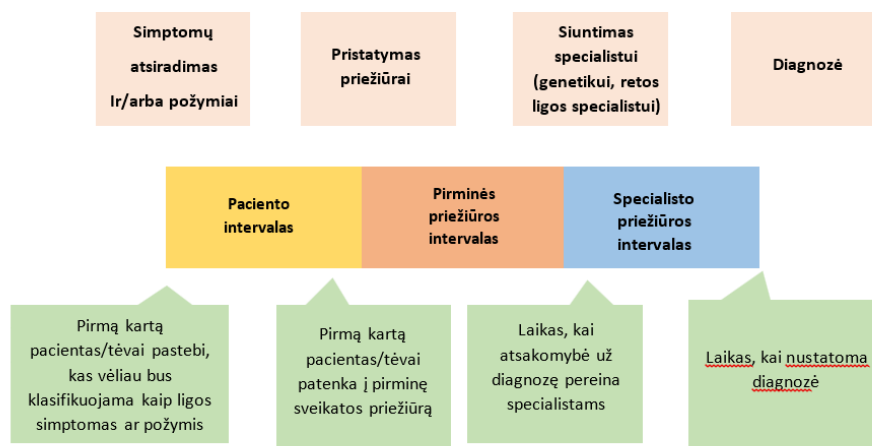 Simptomų
atsiradimas
Ir/arba požymiai
Pristatymas
priežiūrai
Siuntimas
specialistui
(genetikui, retos
ligos specialistui)
Diagnozė
Paciento
intervalas
Pirminės
priežiūros
intervalas
Specialisto
priežiūros
intervalas
Pirmą kartą
pacientas/tėvai pastebi,
kas vėliau bus
klasifikuojama kaip ligos
simptomas ar požymis
Pirmą kartą
pacientas/tėvai
patenka į pirminę
sveikatos priežiūrą
Laikas, kai
atsakomybė už
diagnozę pereina
specialistams
Laikas, kai nustatoma
diagnozė